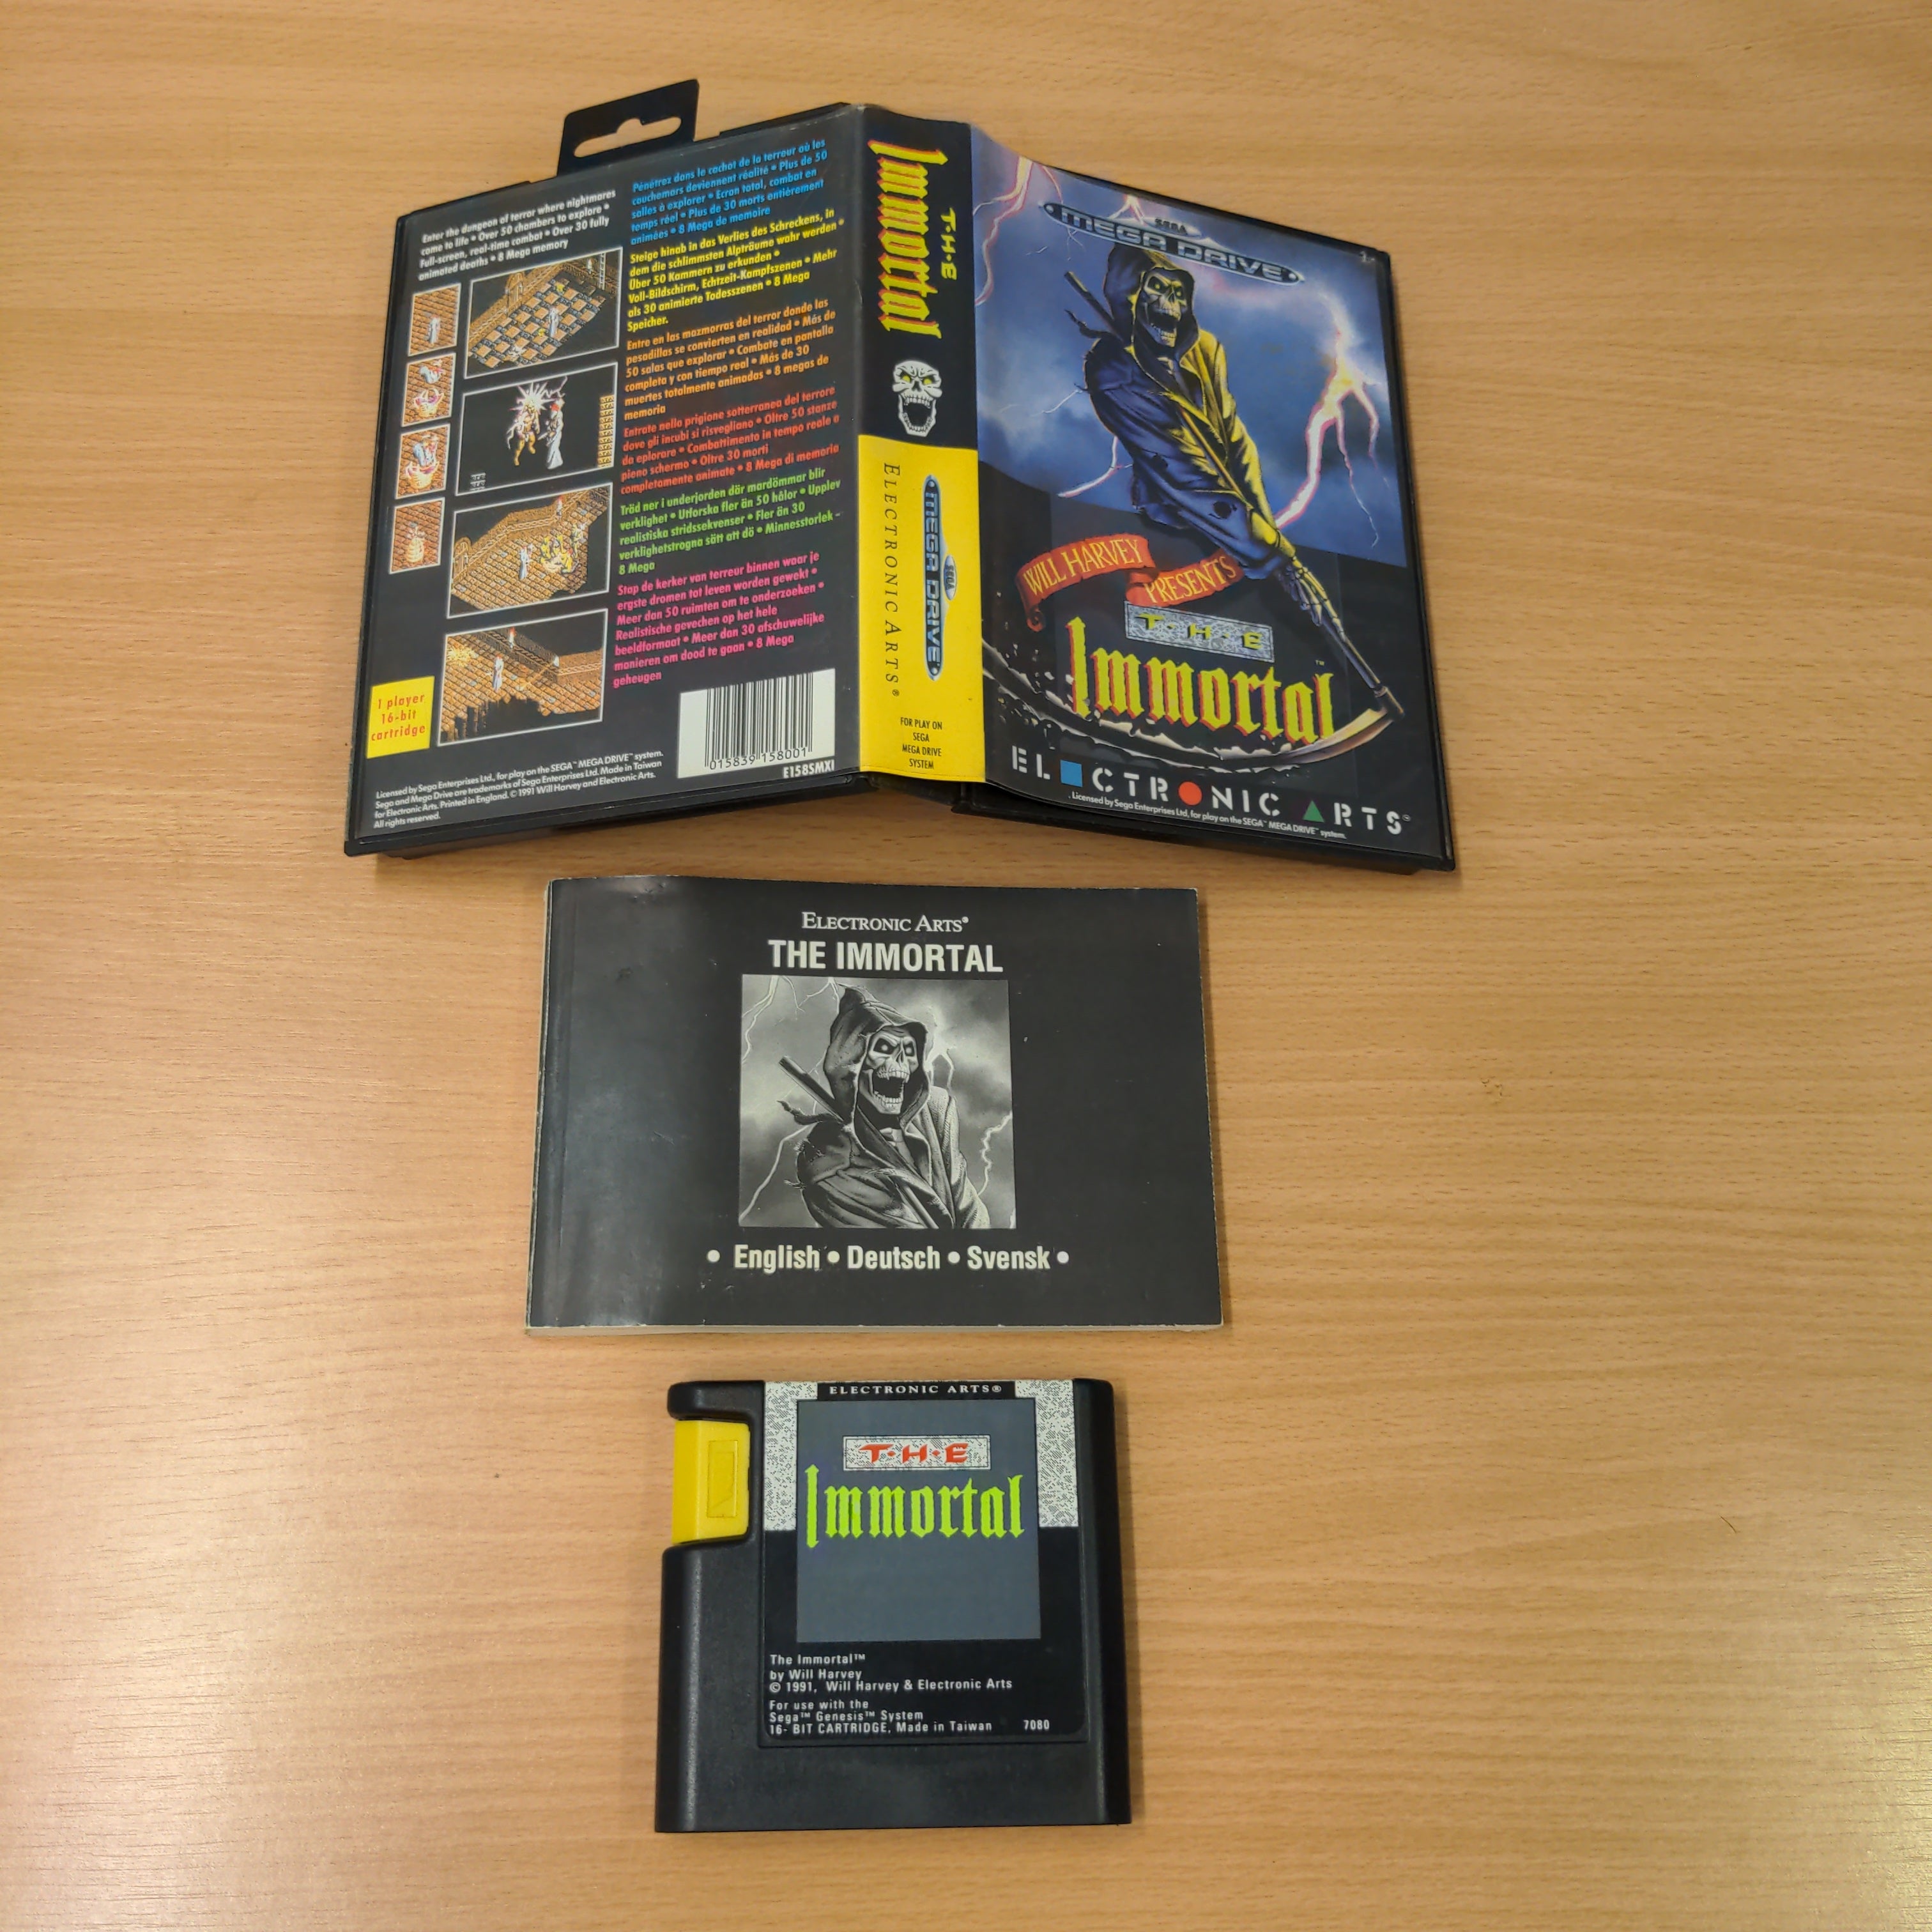 Enter the dungeon of terror where nightmares
come to life • Over 50 chambers to explore •
Full-screen, real-time combat • Over 30 fully
animated deaths • 8 Mega memory
Pénétrez dans le cachot de la terreur où les
cauchemars deviennent réalité • Plus de 50
salles à explorer • Ecran total, combat en
temps réel • Plus de 30 morts entièrement
animées • 8 Mega de memoire
Steige hinab in das Verlies des Schreckens, in
dem die schlimmsten Alpträume wahr werden •
Über 50 Kammern zu erkunden •
Voll-Bildschirm, Echtzeit-Kampfszenen • Mehr
als 30 animierte Todesszenen • 8 Mega
Speicher.
Entre en las mazmorras del terror donde las
pesadillas se convierten en realidad • Más de
50 salas que explorar • Combate en pantalla
completa y con tiempo real • Más de 30
muertes totalmente animadas • 8 megas de
memoria
Entrate nella prigione sotterranea del terrore
dove gli incubi si risvegliano • Oltre 50 stanze
da eplorare • Combattimento in tempo reale a
pieno schermo • Oltre 30 morti
completamente animate • 8 Mega di memoria
Träd ner i underjorden där mardömmar blir
verklighet • Utforska fler än 50 hålor • Upplev
realistiska stridssekvenser • Fler än 30
verklighetstrogna sätt att dö • Minnesstorlek -
8 Mega
Stap de kerker van terreur binnen waar je
ergste dromen tot leven worden gewekt •
Meer dan 50 ruimten om te onderzoeken •
Realistische gevechen op het hele
beeldformaat • Meer dan 30 afschuwelijke
manieren om dood te gaan • 8 Mega
geheugen
1 player
16-bit
cartridge
015839 158001
E158SMXI
Licensed by Sega Enterprises Ltd., for play on the SEGA™ MEGA DRIVE™ system.
Sega and Mega Drive are trademarks of Sega Enterprises Ltd. Made in Taiwan
for Electronic Arts. Printed in England. © 1991 Will Harvey and Electronic Arts.
All rights reserved.
T·H·E
Immortal
ELECTRONIC ARTS®
SEGA
MEGA DRIVE
FOR PLAY ON
SEGA
MEGA DRIVE
SYSTEM
SEGA
MEGA DRIVE
WILL HARVEY
PRESENTS
T·H·E
Immortal™
ELECTRONIC ARTS™
Licensed by Sega Enterprises Ltd. for play on the SEGA™ MEGA DRIVE™ system.
ELECTRONIC ARTS®
THE IMMORTAL
• English • Deutsch • Svensk •
ELECTRONIC ARTS®
T·H·E
Immortal
The Immortal™
by Will Harvey
© 1991, Will Harvey & Electronic Arts
For use with the
Sega™ Genesis™ System
16- BIT CARTRIDGE, Made in Taiwan 7080